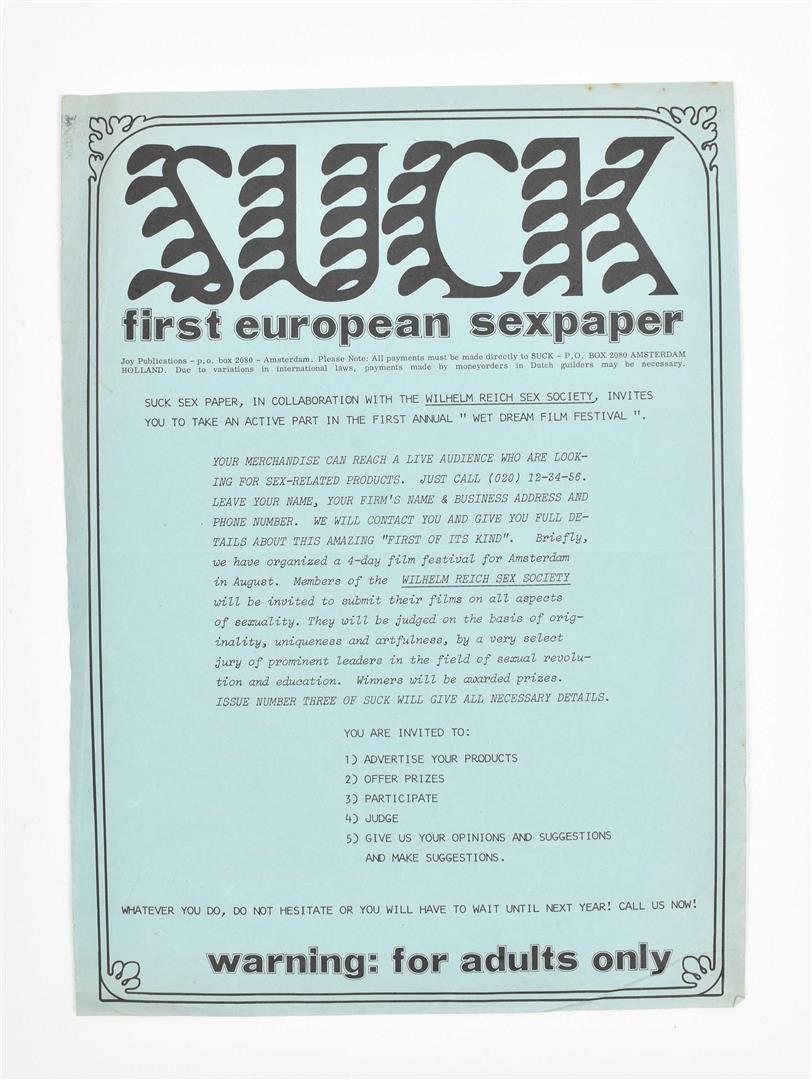 SUCK
first european sexpaper
Joy Publications - p.o. box 2080 - Amsterdam. Please Note: All payments must be made directly to SUCK - P.O. BOX 2080 AMSTERDAM
HOLLAND. Due to variations in international laws, payments made by moneyorders in Dutch guilders may be necessary.
SUCK SEX PAPER, IN COLLABORATION WITH THE WILHELM REICH SEX SOCIETY, INVITES
YOU TO TAKE AN ACTIVE PART IN THE FIRST ANNUAL " WET DREAM FILM FESTIVAL ".
YOUR MERCHANDISE CAN REACH A LIVE AUDIENCE WHO ARE LOOK-
ING FOR SEX-RELATED PRODUCTS. JUST CALL (020) 12-34-56.
LEAVE YOUR NAME, YOUR FIRM'S NAME & BUSINESS ADDRESS AND
PHONE NUMBER. WE WILL CONTACT YOU AND GIVE YOU FULL DE-
TAILS ABOUT THIS AMAZING "FIRST OF ITS KIND". Briefly,
we have organized a 4-day film festival for Amsterdam
in August. Members of the WILHELM REICH SEX SOCIETY
will be invited to submit their films on all aspects
of sexuality. They will be judged on the basis of orig-
inality, uniqueness and artfulness, by a very select
jury of prominent leaders in the field of sexual revolu-
tion and education. Winners will be awarded prizes.
ISSUE NUMBER THREE OF SUCK WILL GIVE ALL NECESSARY DETAILS.
YOU ARE INVITED TO:
1) ADVERTISE YOUR PRODUCTS
2) OFFER PRIZES
3) PARTICIPATE
4) JUDGE
5) GIVE US YOUR OPINIONS AND SUGGESTIONS
AND MAKE SUGGESTIONS.
WHATEVER YOU DO, DO NOT HESITATE OR YOU WILL HAVE TO WAIT UNTIL NEXT YEAR! CALL US NOW!
warning: for adults only